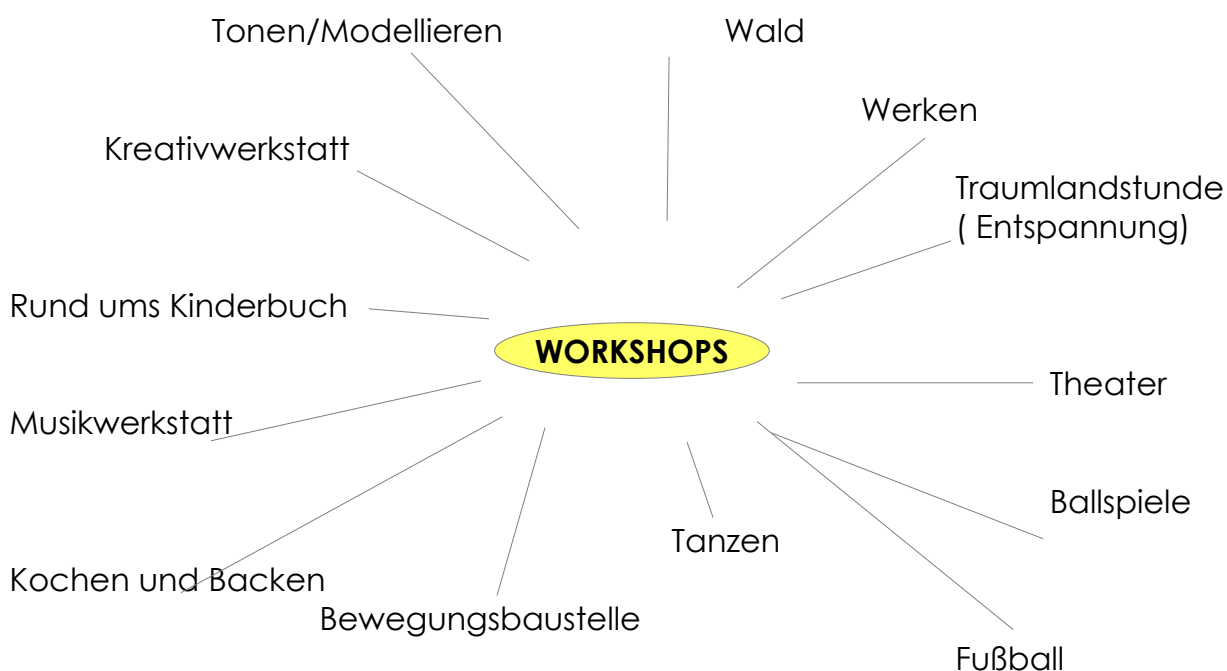 Tonen/Modellieren
Wald
Werken
Kreativwerkstatt
Traumlandstunde
( Entspannung)
Rund ums Kinderbuch
WORKSHOPS
Theater
Musikwerkstatt
Ballspiele
Tanzen
Kochen und Backen
Bewegungsbaustelle
Fußball